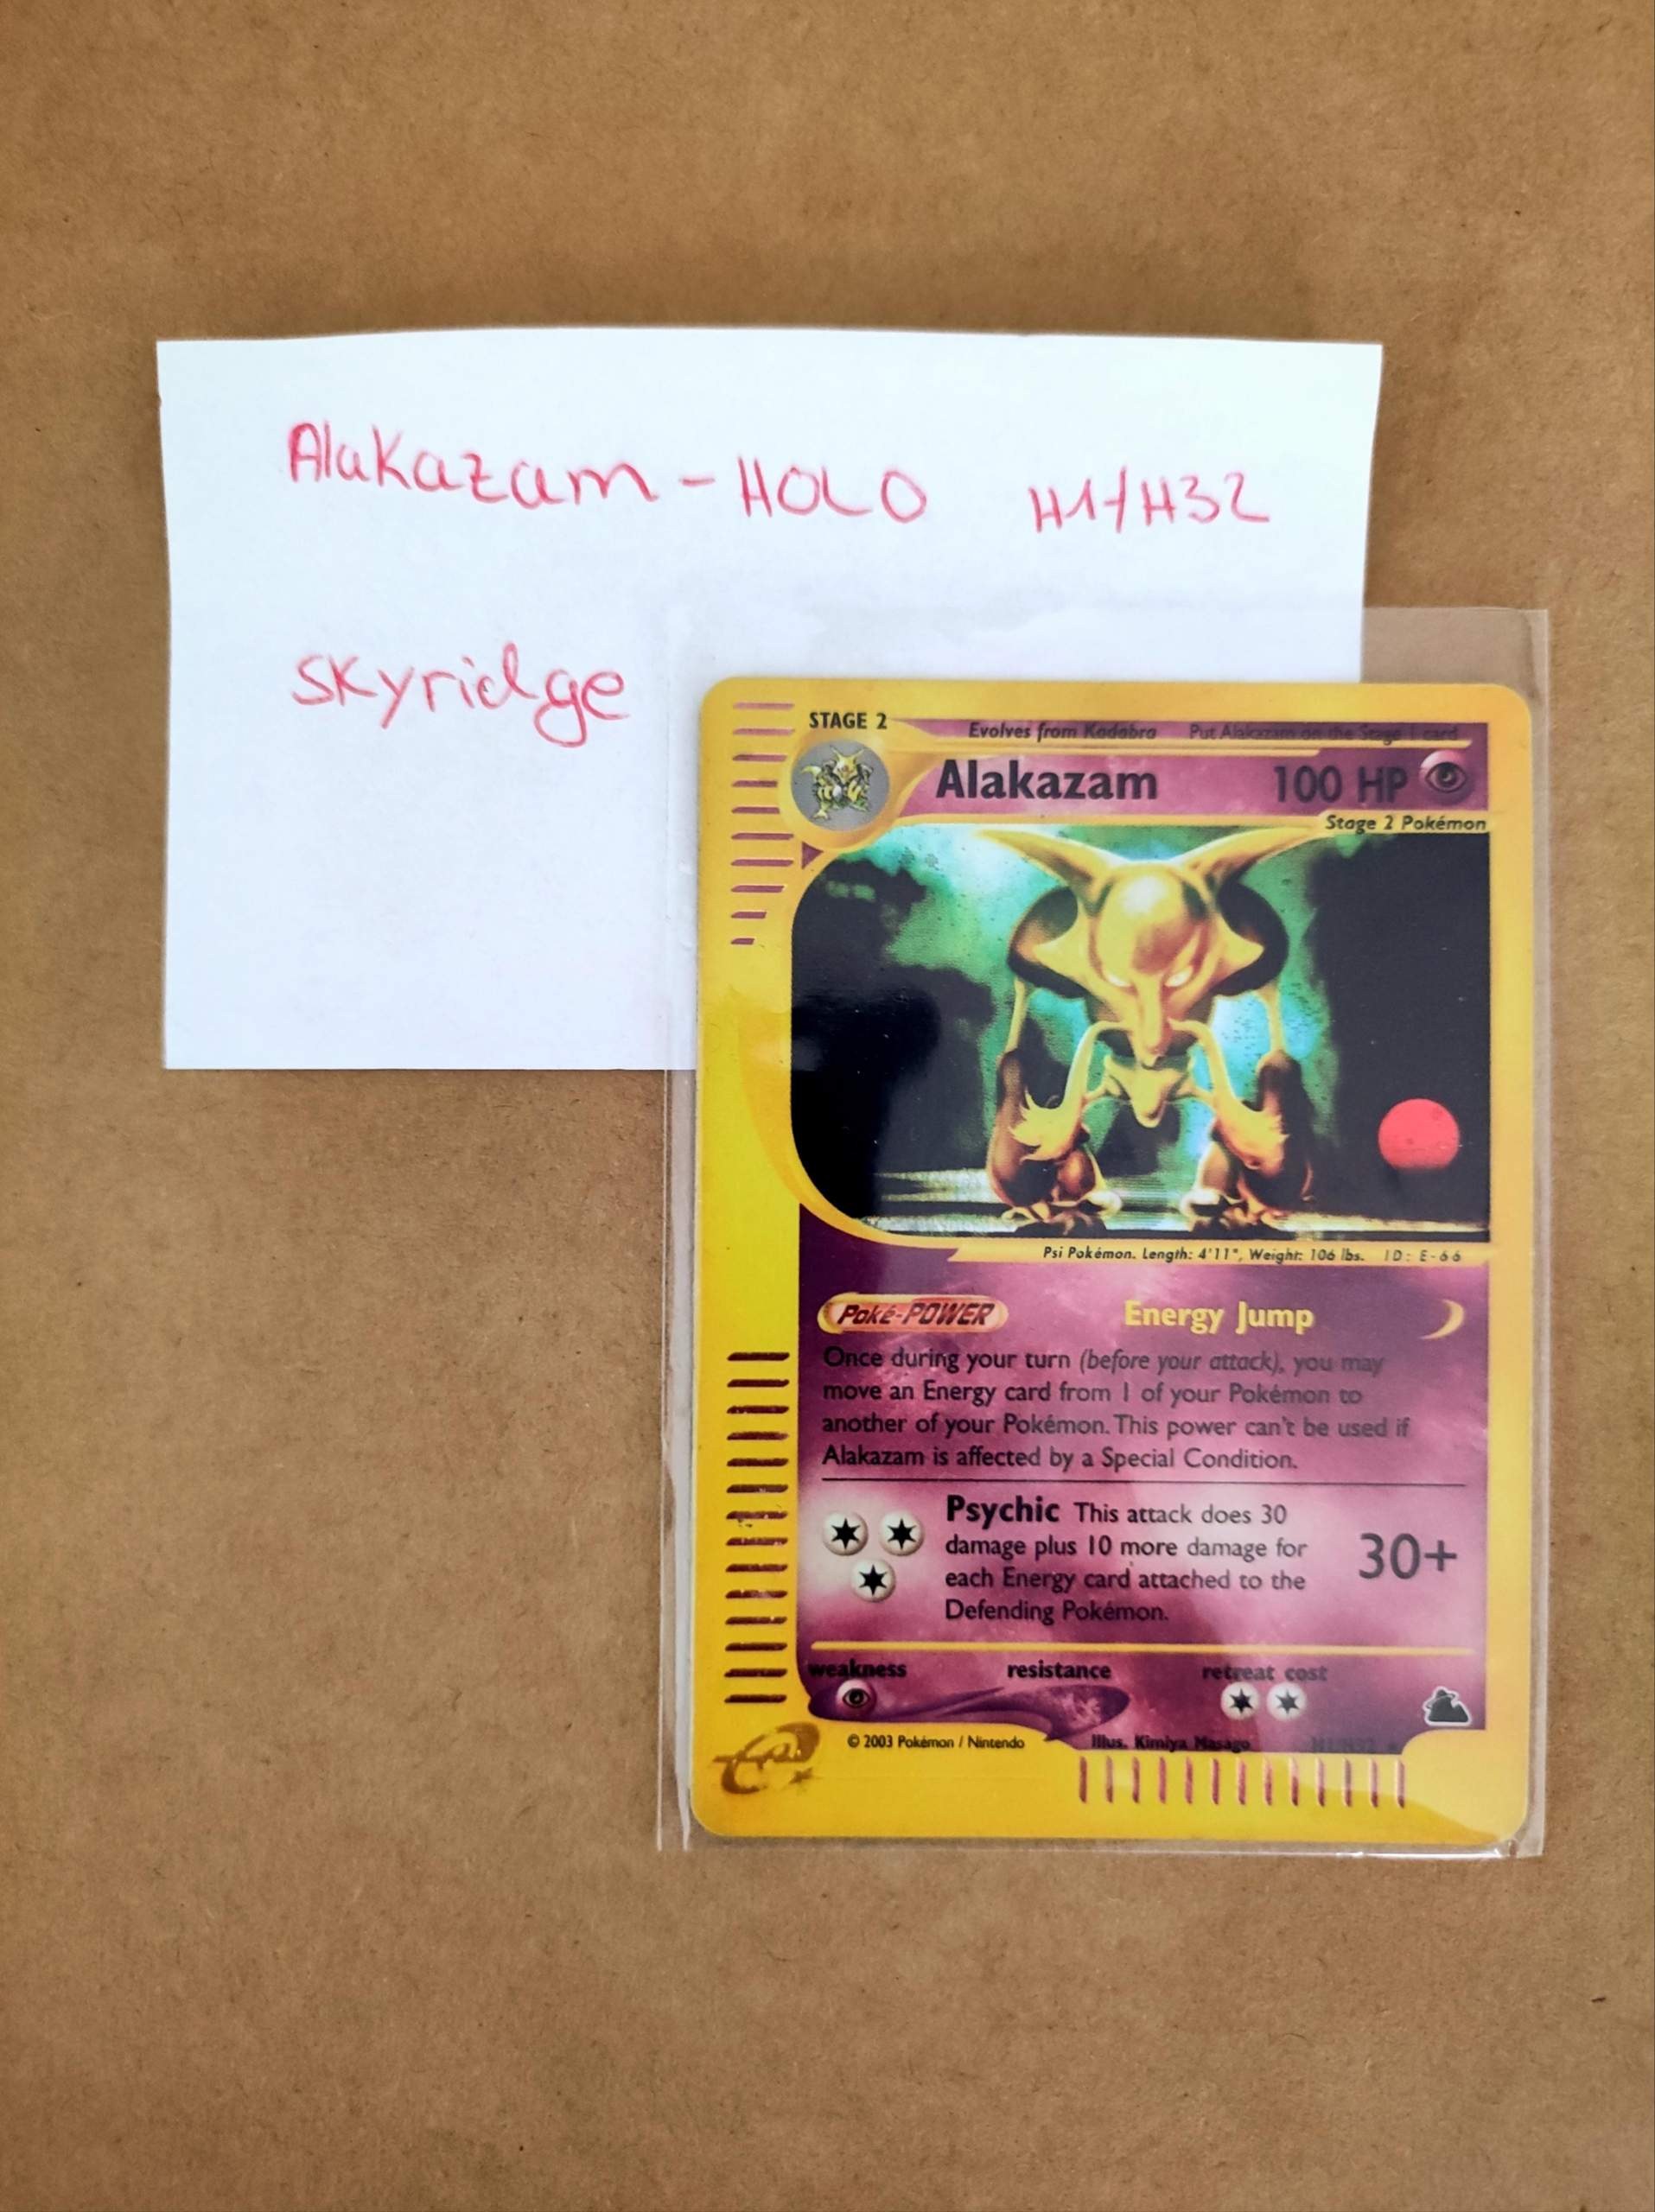 Alakazam - HOLO H1/H32
Skyridge
STAGE 2
Evolves from Kadabra Put Alakazam on the Stage 1 card
Alakazam 100 HP
Stage 2 Pokémon
Psi Pokémon. Length: 4'11", Weight: 106 lbs. ID: E-66
Poké-POWER Energy Jump
Once during your turn (before your attack), you may
move an Energy card from 1 of your Pokémon to
another of your Pokémon. This power can't be used if
Alakazam is affected by a Special Condition.
Psychic This attack does 30
damage plus 10 more damage for
each Energy card attached to the
Defending Pokémon.
30+
weakness resistance retreat cost
e
© 2003 Pokémon / Nintendo Illus. Kimiya Masago H1/H32